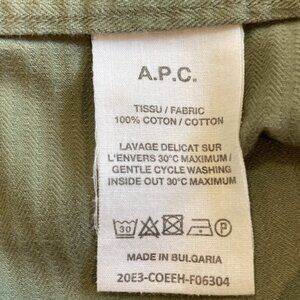 A.P.C.
TISSU / FABRIC
100% COTON / COTTON
LAVAGE DELICAT SUR
L'ENVERS 30°C MAXIMUM /
GENTLE CYCLE WASHING
INSIDE OUT 30°C MAXIMUM
30 P
MADE IN BULGARIA
20E3-COEEH-F06304